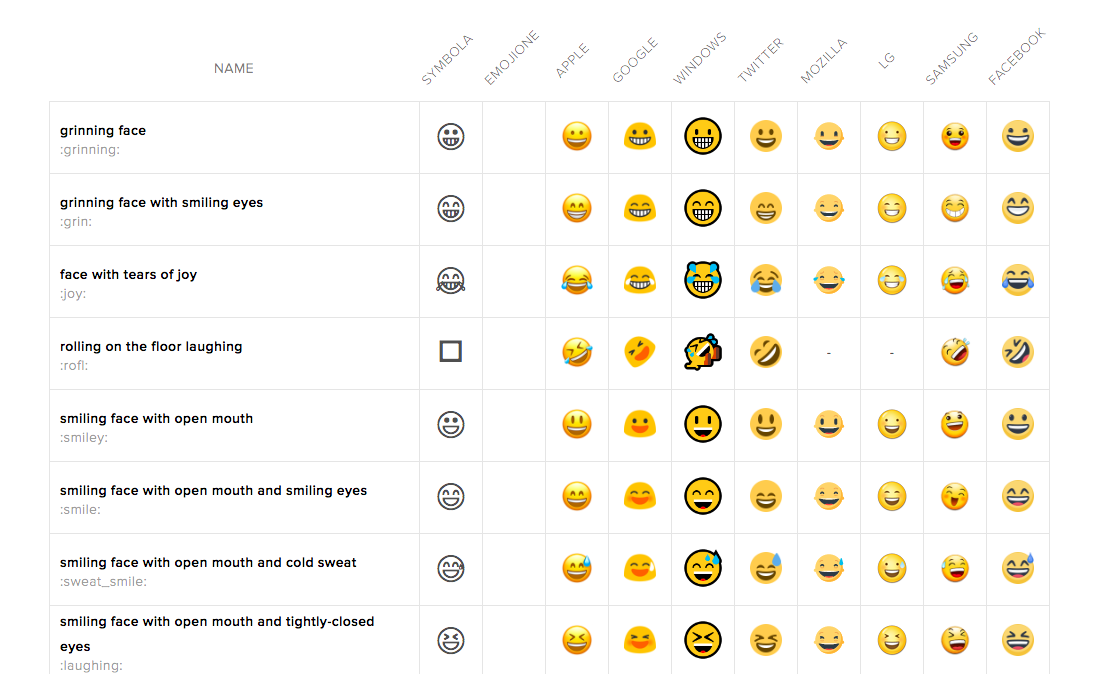 NAME
SYMBOLA
EMOJIONE
APPLE
GOOGLE
WINDOWS
TWITTER
MOZILLA
LG
SAMSUNG
FACEBOOK
grinning face
:grinning:
grinning face with smiling eyes
:grin:
face with tears of joy
:joy:
rolling on the floor laughing
:rofl:
- -
smiling face with open mouth
:smiley:
smiling face with open mouth and smiling eyes
:smile:
smiling face with open mouth and cold sweat
:sweat_smile:
smiling face with open mouth and tightly-closed
eyes
:laughing: